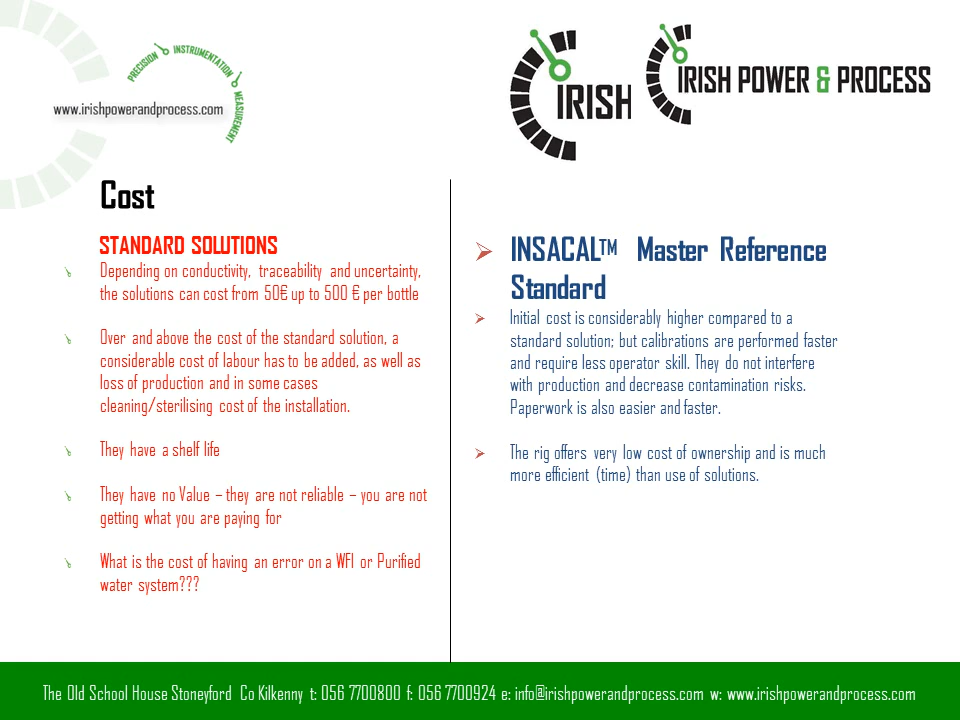 PRECISION INSTRUMENTATION MEASUREMENT
www.irishpowerandprocess.com
IRISH
IRISH POWER & PROCESS
Cost
STANDARD SOLUTIONS
Depending on conductivity, traceability and uncertainty,
the solutions can cost from 50€ up to 500 € per bottle
Over and above the cost of the standard solution, a
considerable cost of labour has to be added, as well as
loss of production and in some cases
cleaning/sterilising cost of the installation.
They have a shelf life
They have no Value – they are not reliable – you are not
getting what you are paying for
What is the cost of having an error on a WFI or Purified
water system???
INSACAL™ Master Reference
Standard
Initial cost is considerably higher compared to a
standard solution; but calibrations are performed faster
and require less operator skill. They do not interfere
with production and decrease contamination risks.
Paperwork is also easier and faster.
The rig offers very low cost of ownership and is much
more efficient (time) than use of solutions.
The Old School House Stoneyford Co Kilkenny t: 056 7700800 f: 056 7700924 e: info@irishpowerandprocess.com w: www.irishpowerandprocess.com